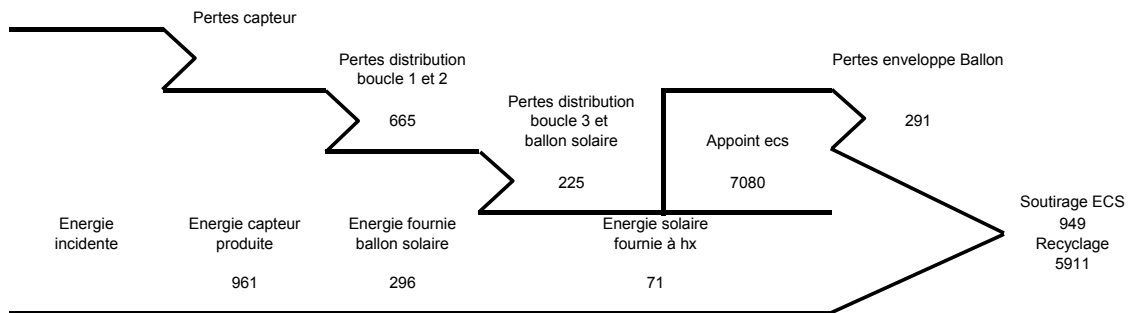 Pertes capteur
Pertes distribution
boucle 1 et 2
665
Pertes distribution
boucle 3 et
ballon solaire
225
Appoint ecs
7080
Pertes enveloppe Ballon
291
Energie
incidente
Energie capteur
produite
961
Energie fournie
ballon solaire
296
Energie solaire
fournie à hx
71
Soutirage ECS
949
Recyclage
5911